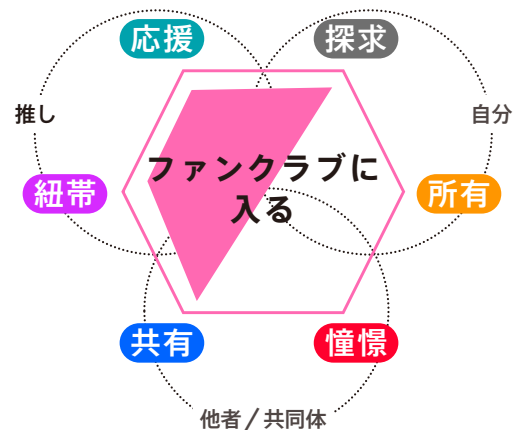 応援
探求
推し
自分
ファンクラブに
入る
紐帯
所有
共有
憧憬
他者/共同体